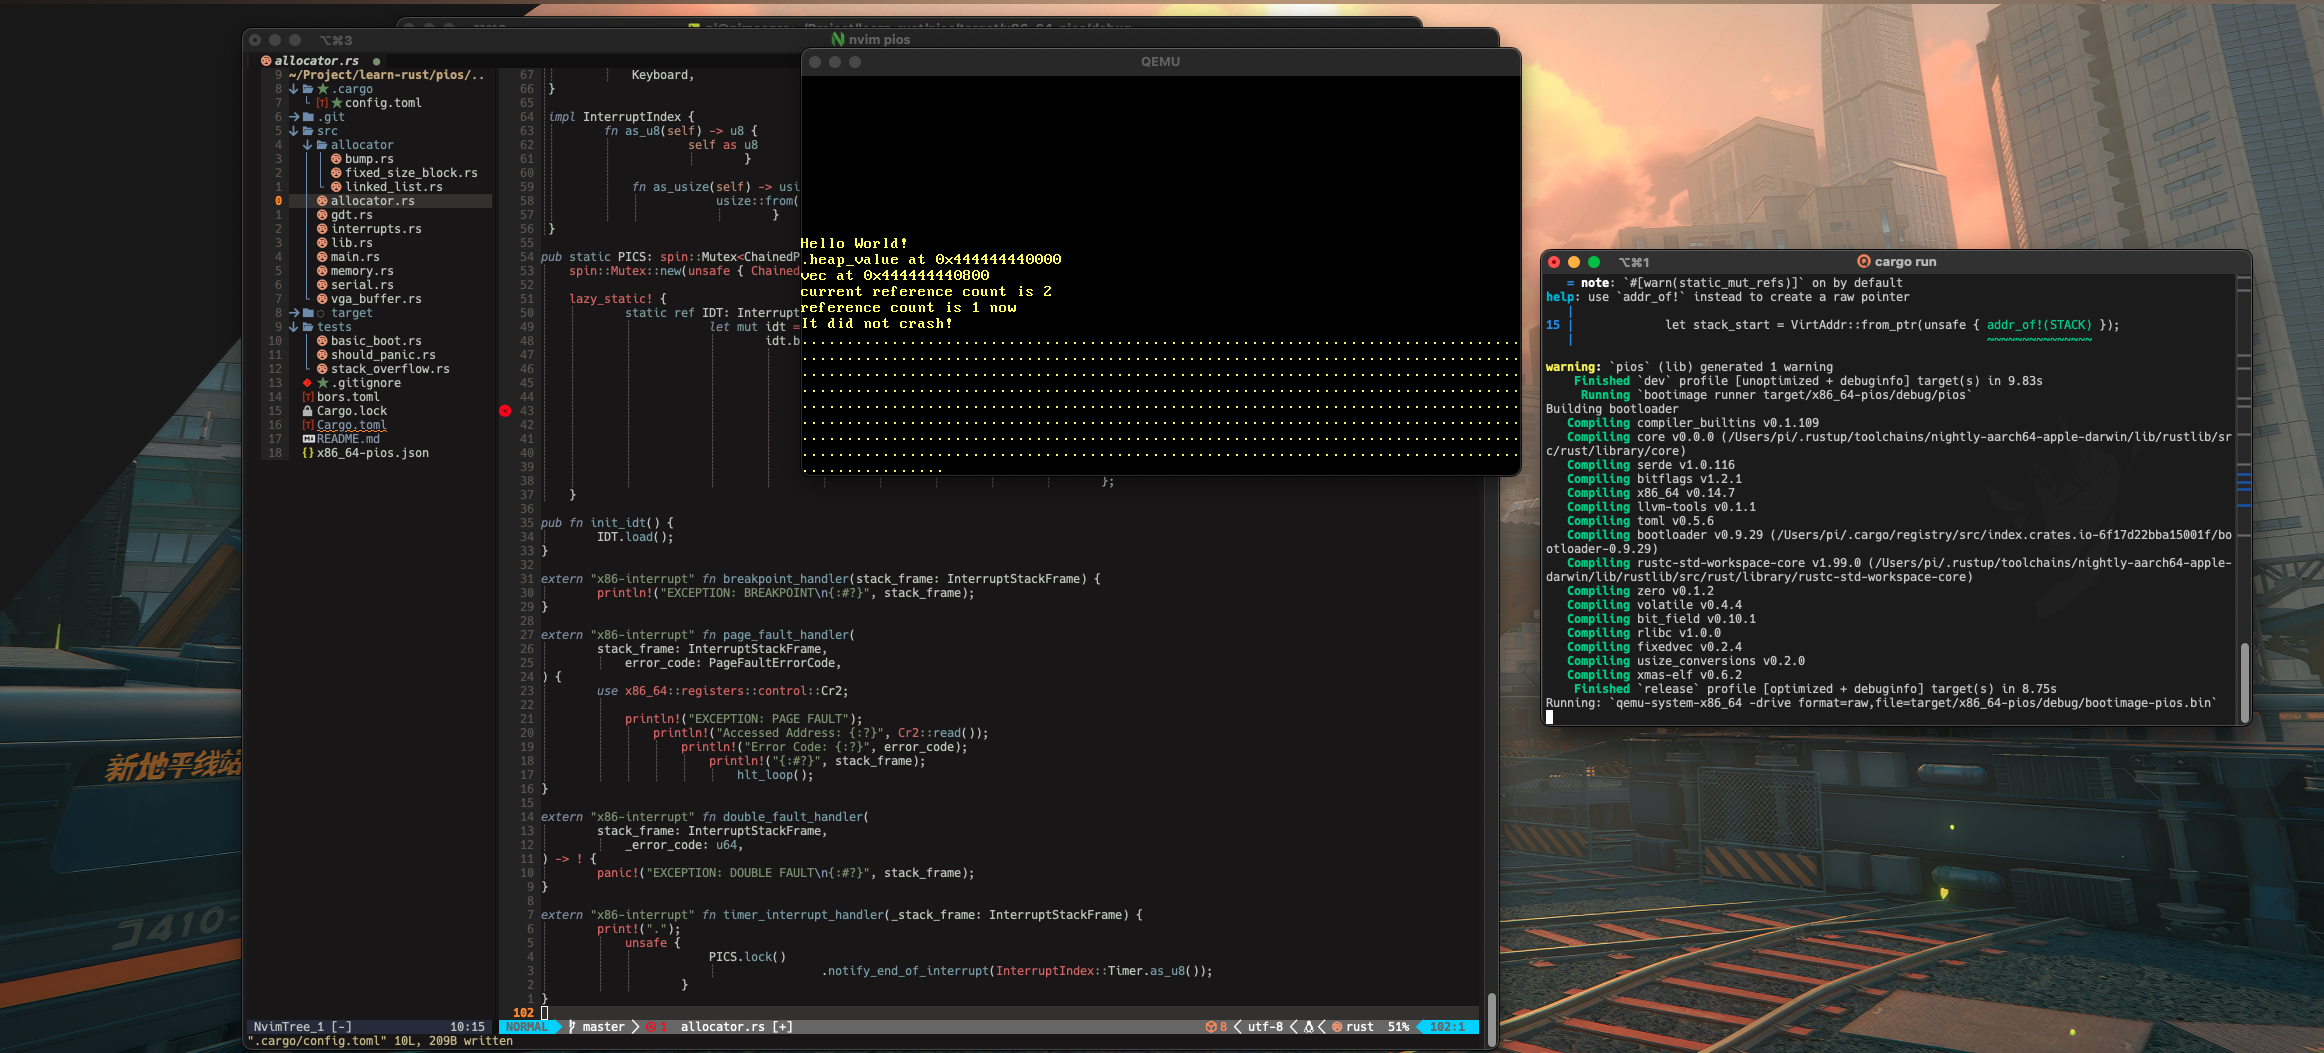 ⌥⌘3
nvim pios
allocator.rs
9 ~/Project/learn-rust/pios/..
8 .cargo
7 config.toml
6 .git
5 src
4 allocator
3 bump.rs
2 fixed_size_block.rs
1 linked_list.rs
0 allocator.rs
1 gdt.rs
2 interrupts.rs
3 lib.rs
4 main.rs
5 memory.rs
6 serial.rs
7 vga_buffer.rs
8 target
9 tests
10 basic_boot.rs
11 should_panic.rs
12 stack_overflow.rs
13 .gitignore
14 bors.toml
15 Cargo.lock
16 Cargo.toml
17 README.md
18 x86_64-pios.json
67 Keyboard,
66 }
65
64 impl InterruptIndex {
63 fn as_u8(self) -> u8 {
62 self as u8
61 }
60
59 fn as_usize(self) -> usi
58 usize::from(
57 }
56 }
55
54 pub static PICS: spin::Mutex<ChainedP
53 spin::Mutex::new(unsafe { Chained
52
51 lazy_static! {
50 static ref IDT: Interrupt
49 let mut idt =
48 idt.b
47
46
45
44
43
42
41
40
39
38 };
37 }
36
35 pub fn init_idt() {
34 IDT.load();
33 }
32
31 extern "x86-interrupt" fn breakpoint_handler(stack_frame: InterruptStackFrame) {
30 println!("EXCEPTION: BREAKPOINT\n{:#?}", stack_frame);
29 }
28
27 extern "x86-interrupt" fn page_fault_handler(
26 stack_frame: InterruptStackFrame,
25 error_code: PageFaultErrorCode,
24 ) {
23 use x86_64::registers::control::Cr2;
22
21 println!("EXCEPTION: PAGE FAULT");
20 println!("Accessed Address: {:?}", Cr2::read());
19 println!("Error Code: {:?}", error_code);
18 println!("{:#?}", stack_frame);
17 hlt_loop();
16 }
15
14 extern "x86-interrupt" fn double_fault_handler(
13 stack_frame: InterruptStackFrame,
12 _error_code: u64,
11 ) -> ! {
10 panic!("EXCEPTION: DOUBLE FAULT\n{:#?}", stack_frame);
9 }
8
7 extern "x86-interrupt" fn timer_interrupt_handler(_stack_frame: InterruptStackFrame) {
6 print!(".");
5 unsafe {
4 PICS.lock()
3 .notify_end_of_interrupt(InterruptIndex::Timer.as_u8());
2 }
1 }
102
NvimTree_1 [-] 10:15
NORMAL master 1 allocator.rs [+] 8 utf-8 rust 51% 102:1
".cargo/config.toml" 10L, 209B written
QEMU
Hello World!
.heap_value at 0x444444440000
vec at 0x444444440800
current reference count is 2
reference count is 1 now
It did not crash!
⌥⌘1
cargo run
= note: `#[warn(static_mut_refs)]` on by default
help: use `addr_of!` instead to create a raw pointer
|
15 | let stack_start = VirtAddr::from_ptr(unsafe { addr_of!(STACK) });
| ~~~~~~~~~~~~~~~
warning: `pios` (lib) generated 1 warning
Finished `dev` profile [unoptimized + debuginfo] target(s) in 9.83s
Running `bootimage runner target/x86_64-pios/debug/pios`
Building bootloader
Compiling compiler_builtins v0.1.109
Compiling core v0.0.0 (/Users/pi/.rustup/toolchains/nightly-aarch64-apple-darwin/lib/rustlib/sr
c/rust/library/core)
Compiling serde v1.0.116
Compiling bitflags v1.2.1
Compiling x86_64 v0.14.7
Compiling llvm-tools v0.1.1
Compiling toml v0.5.6
Compiling bootloader v0.9.29 (/Users/pi/.cargo/registry/src/index.crates.io-6f17d22bba15001f/bo
otloader-0.9.29)
Compiling rustc-std-workspace-core v1.99.0 (/Users/pi/.rustup/toolchains/nightly-aarch64-apple-
darwin/lib/rustlib/src/rust/library/rustc-std-workspace-core)
Compiling zero v0.1.2
Compiling volatile v0.4.4
Compiling bit_field v0.10.1
Compiling rlibc v1.0.0
Compiling fixedvec v0.2.4
Compiling usize_conversions v0.2.0
Compiling xmas-elf v0.6.2
Finished `release` profile [optimized + debuginfo] target(s) in 8.75s
Running: `qemu-system-x86_64 -drive format=raw,file=target/x86_64-pios/debug/bootimage-pios.bin`
新地平线站
コ410-